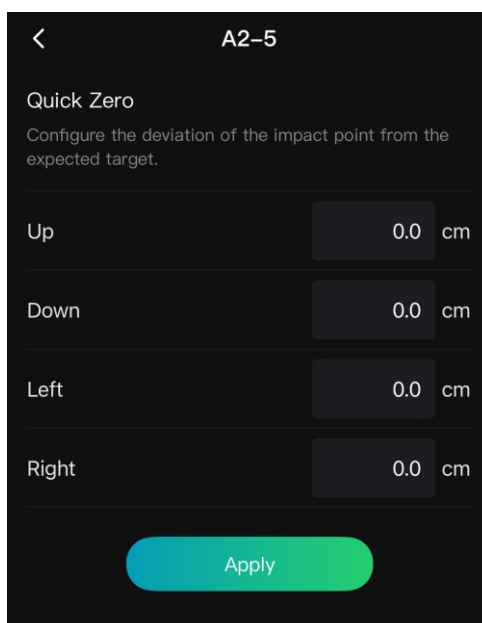 A2-5
Quick Zero
Configure the deviation of the impact point from the
expected target.
Up 0.0 cm
Down 0.0 cm
Left 0.0 cm
Right 0.0 cm
Apply